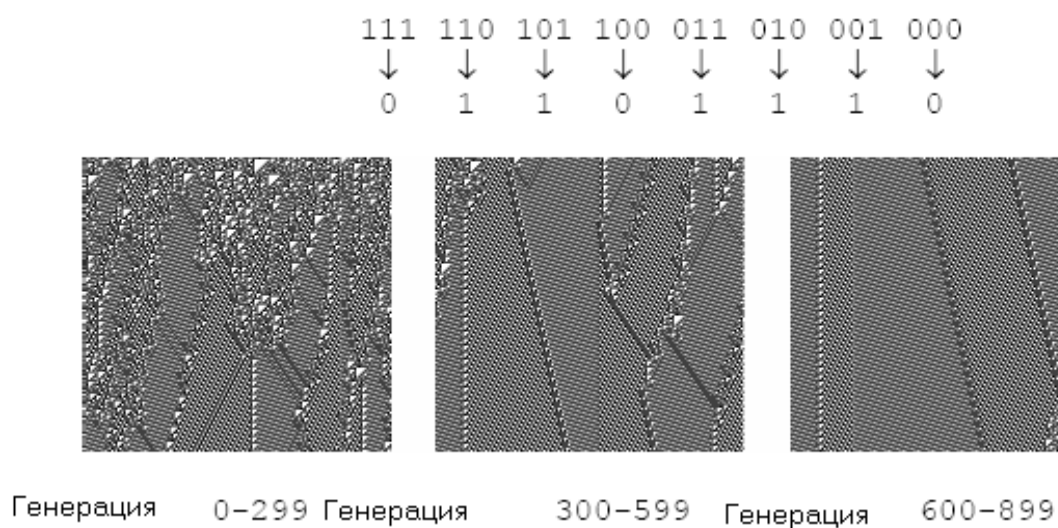 111 110 101 100 011 010 001 000
↓ ↓ ↓ ↓ ↓ ↓ ↓ ↓
0 1 1 0 1 1 1 0
Генерация 0-299 Генерация 300-599 Генерация 600-899